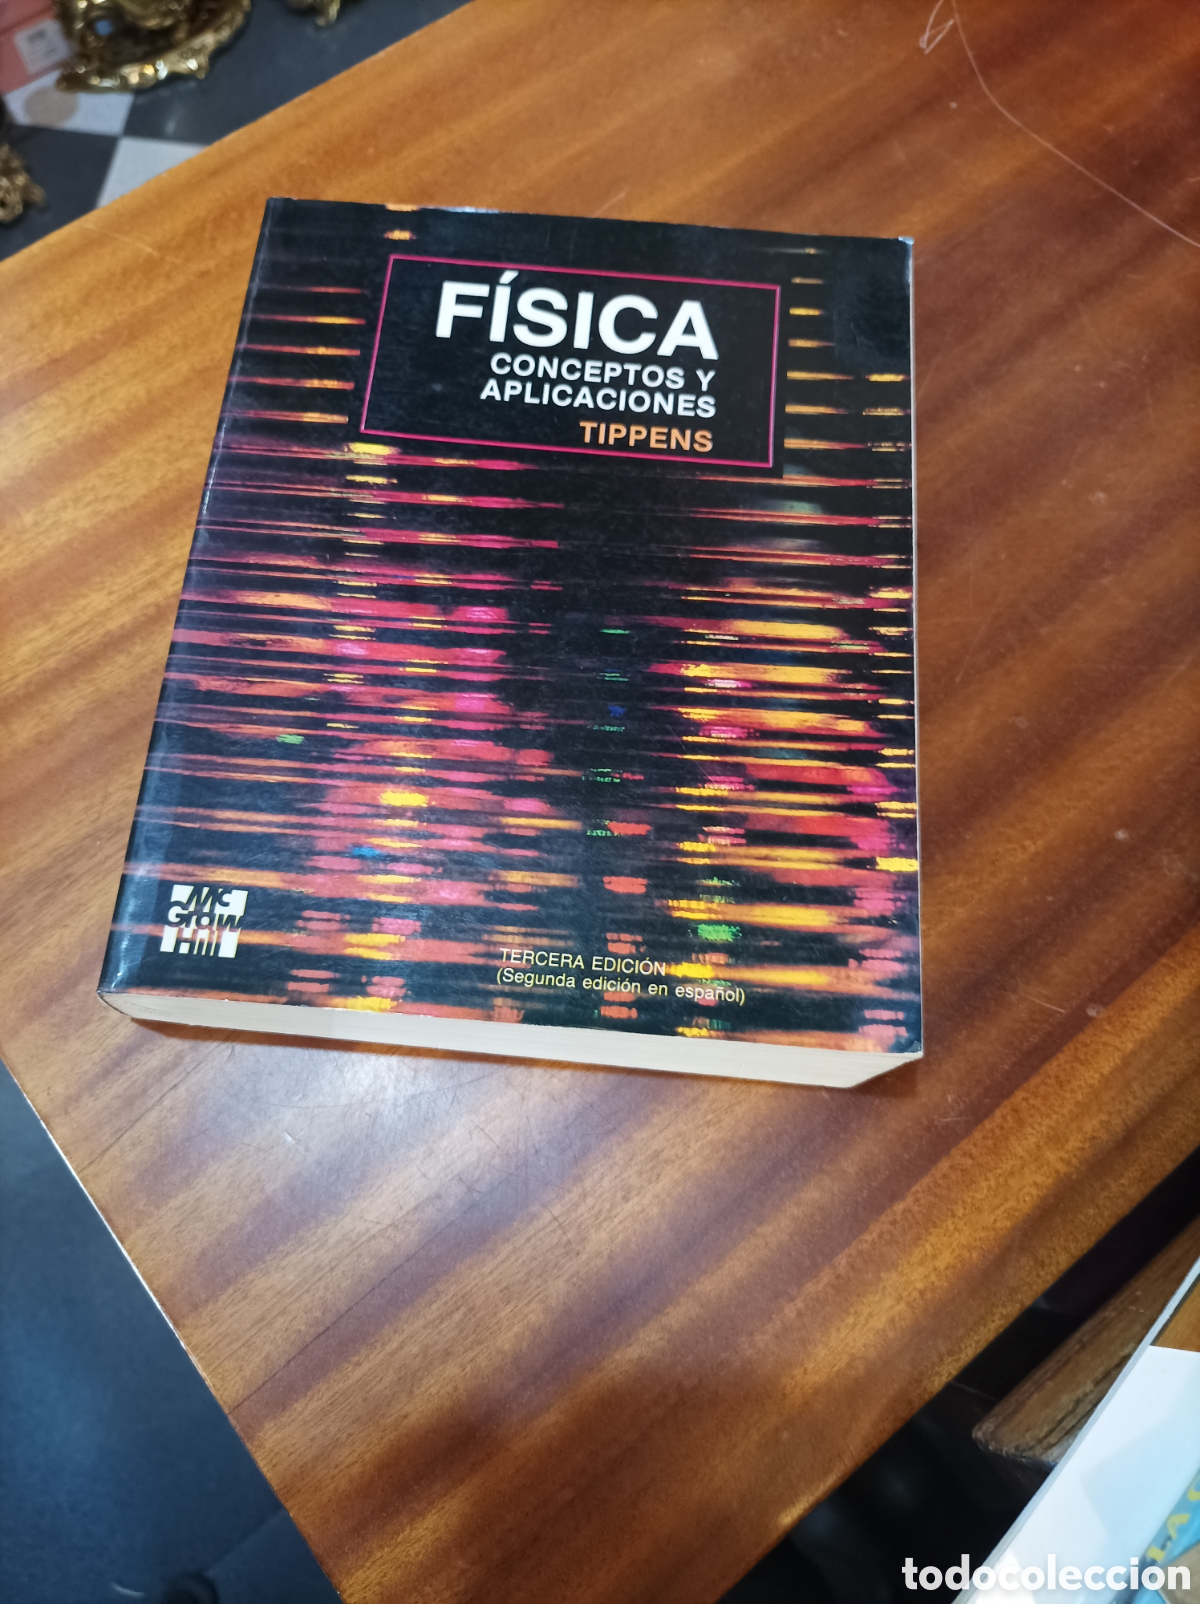 FÍSICA
CONCEPTOS Y
APLICACIONES
TIPPENS
Mc
Graw
Hill
TERCERA EDICIÓN
(Segunda edición en español)
todocoleccion